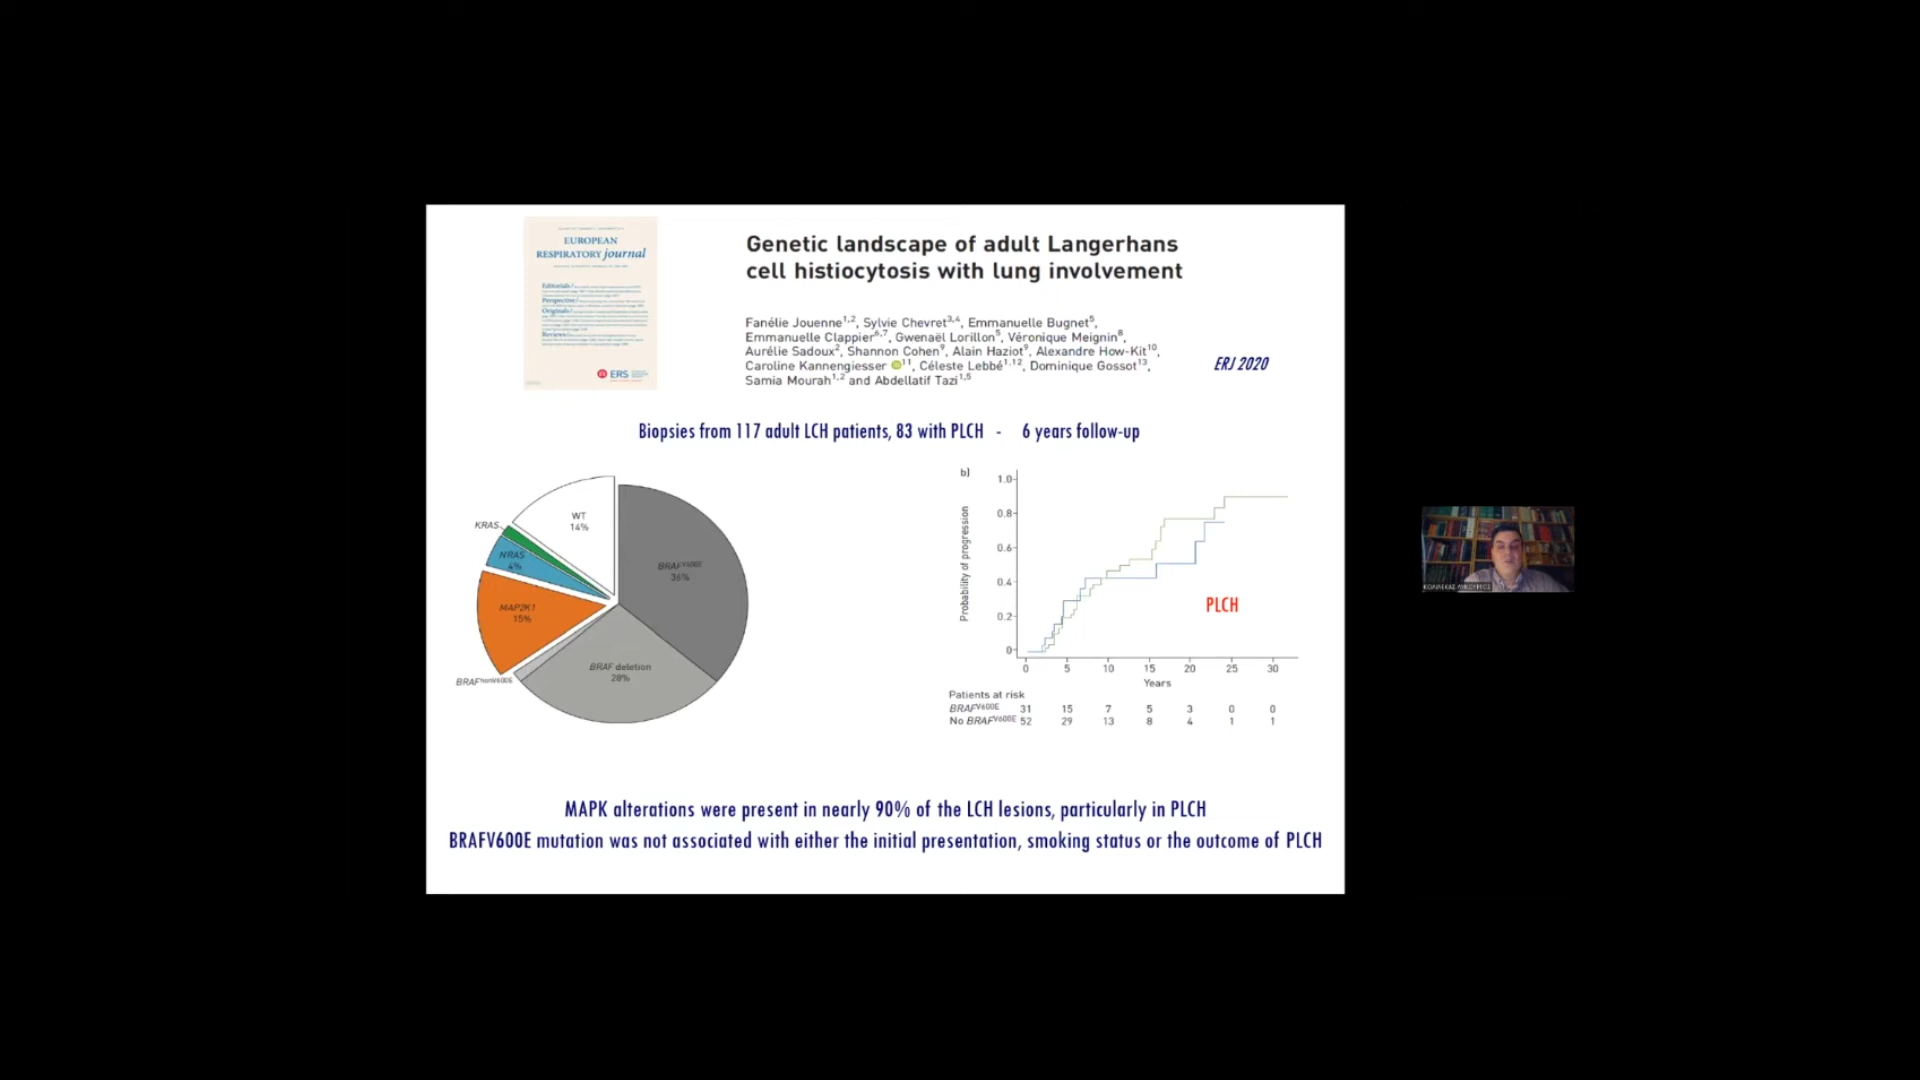 EUROPEAN
RESPIRATORY journal
Editorials
Perspective
Originals
Reviews
ERS
Genetic landscape of adult Langerhans
cell histiocytosis with lung involvement
Fanélie Jouenne1,2, Sylvie Chevret3,4, Emmanuelle Bugnet5,
Emmanuelle Clappier6,7, Gwenaël Lorillon5, Véronique Meignin8,
Aurélie Sadoux2, Shannon Cohen9, Alain Haziot9, Alexandre How-Kit10,
Caroline Kannengiesser 11, Céleste Lebbé1,12, Dominique Gossot13,
Samia Mourah1,2 and Abdellatif Tazi1,5
ERJ 2020
Biopsies from 117 adult LCH patients, 83 with PLCH - 6 years follow-up
WT
14%
KRAS
NRAS
4%
MAP2K1
15%
BRAFnonV600E
BRAF deletion
28%
BRAFV600E
36%
b)
Probability of progression
1.0
0.8
0.6
0.4
0.2
0
0 5 10 15 20 25 30
Years
PLCH
Patients at risk
BRAFV600E 31 15 7 5 3 0 0
No BRAFV600E 52 29 13 8 4 1 1
MAPK alterations were present in nearly 90% of the LCH lesions, particularly in PLCH
BRAFV600E mutation was not associated with either the initial presentation, smoking status or the outcome of PLCH